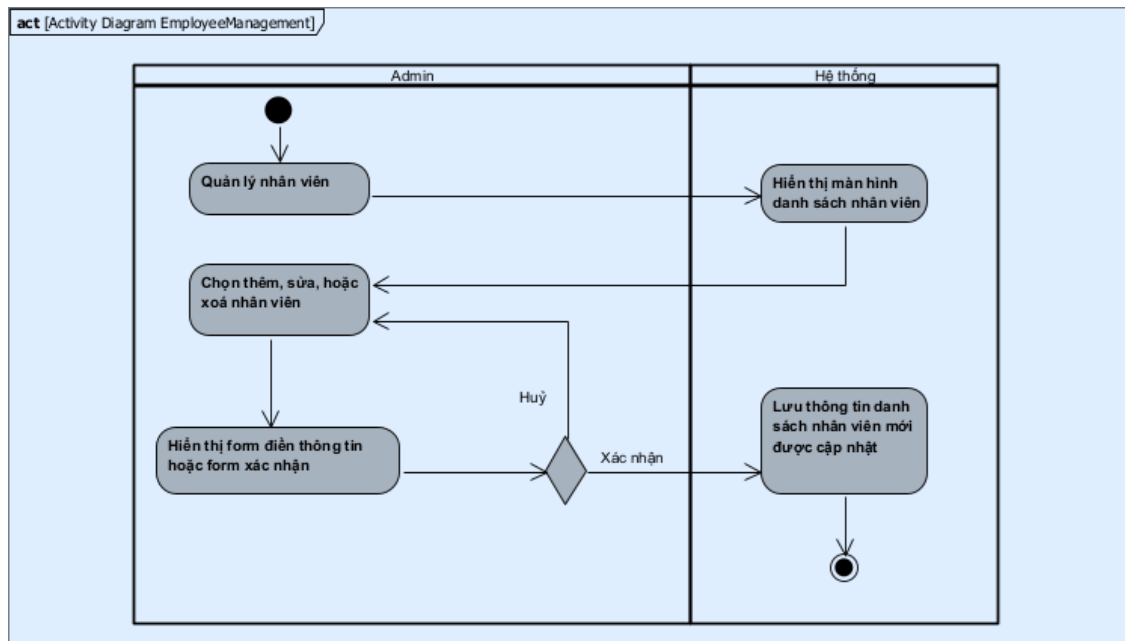 act [Activity Diagram EmployeeManagement]
Admin
Hệ thống
Quản lý nhân viên
Hiển thị màn hình
danh sách nhân viên
Chọn thêm, sửa, hoặc
xoá nhân viên
Huỷ
Lưu thông tin danh
sách nhân viên mới
được cập nhật
Hiển thị form điền thông tin
hoặc form xác nhận
Xác nhận